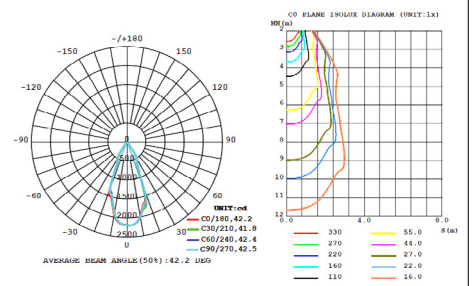 -/+180
-150 150
-120 120
-90 90
-60 60
-30 30
0
500
1000
1500
2000
2500
U
UNIT:cd
C0/180,42.2
C30/210,41.8
C60/240,42.4
C90/270,42.5
AVERAGE BEAM ANGLE(50%):42.2 DEG
C0 PLANE ISOLUX DIAGRAM (UNIT:lx)
MH(m)
2
3
4
5
6
7
8
9
10
11
12
4.0
S(m)
330 55.0
270 44.0
220 27.0
160 22.0
110 16.0